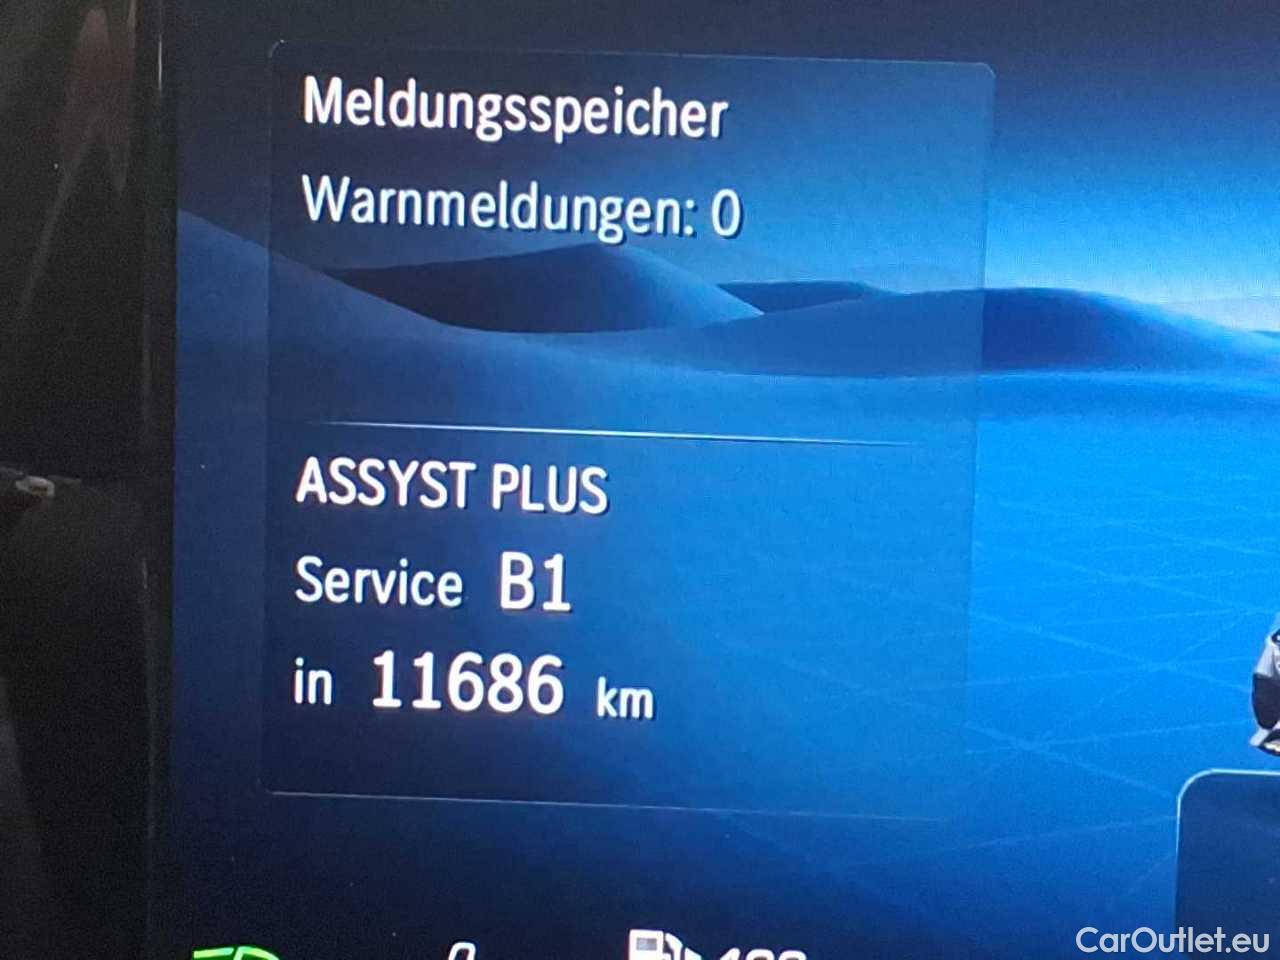 Meldungsspeicher
Warnmeldungen: 0
ASSYST PLUS
Service B1
in 11686 km
CarOutlet.eu